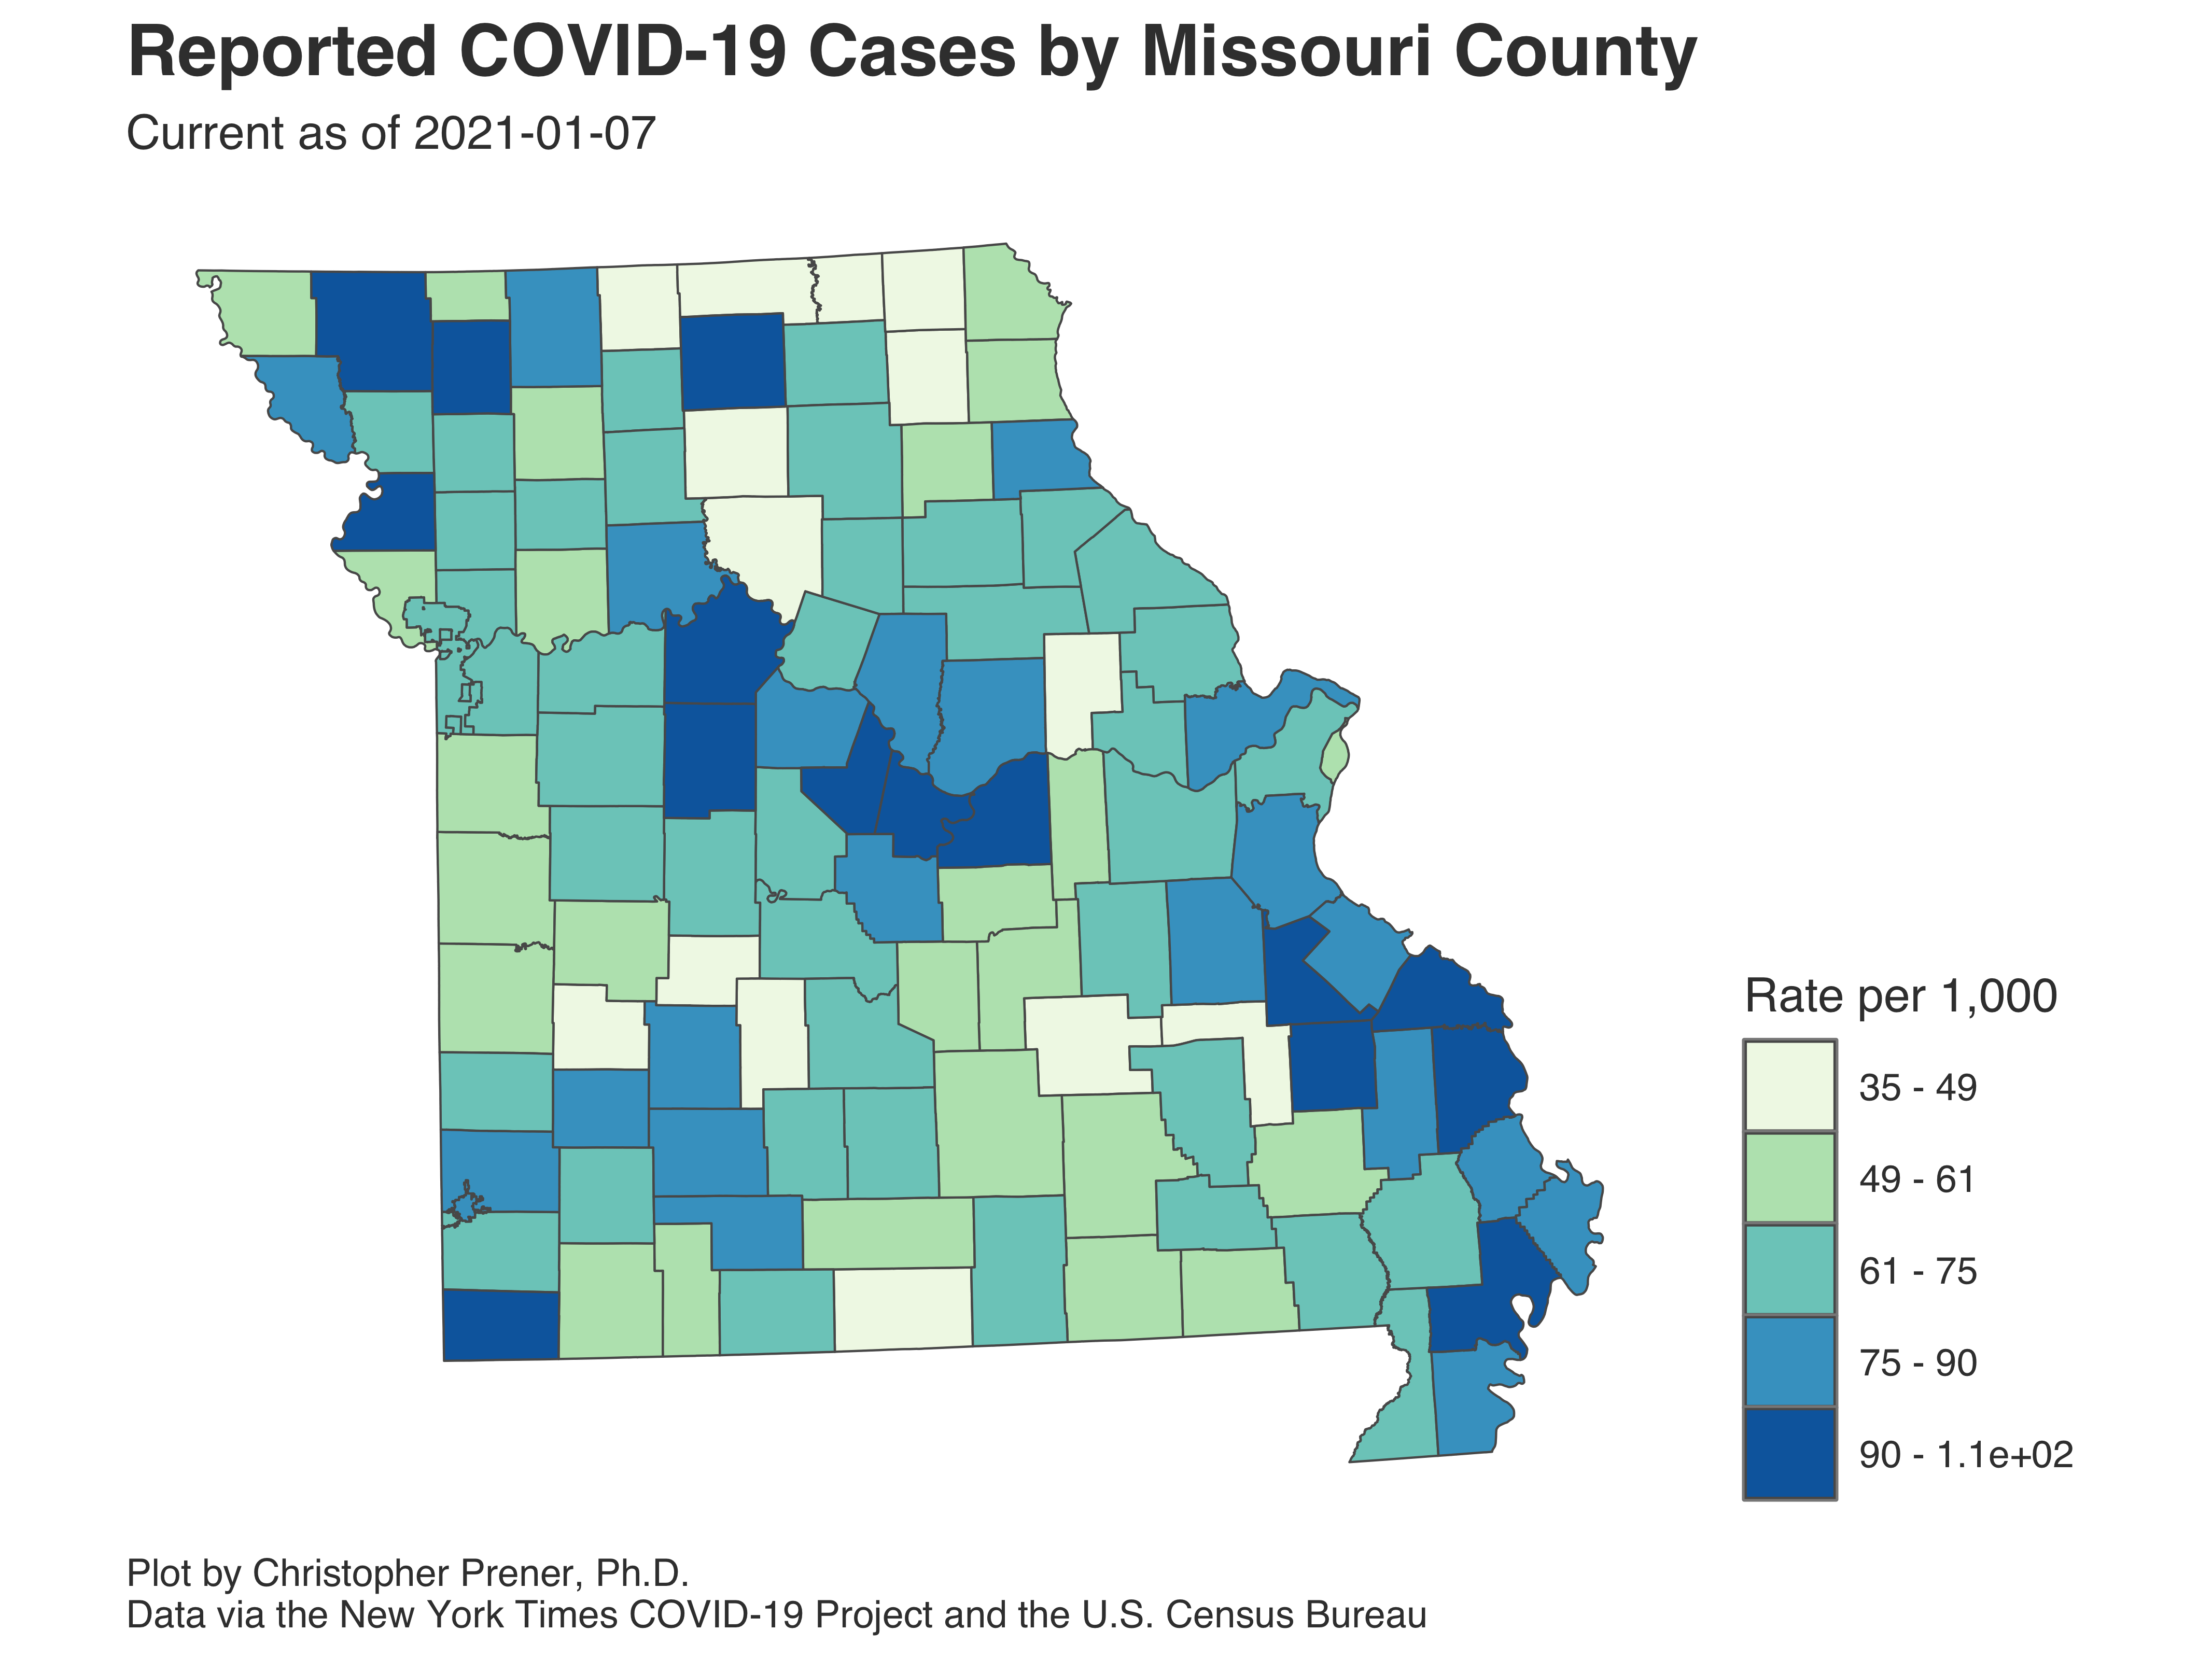 Reported COVID-19 Cases by Missouri County
Current as of 2021-01-07
Rate per 1,000
35 - 49
49 - 61
61 - 75
75 - 90
90 - 1.1e+02
Plot by Christopher Prener, Ph.D.
Data via the New York Times COVID-19 Project and the U.S. Census Bureau